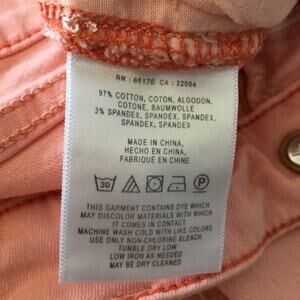 RN : 66170 CA : 32054
97% COTTON, COTON, ALGODON,
COTONE, BAUMWOLLE
3% SPANDEX, SPANDEX, SPANDEX,
SPANDEX, SPANDEX
MADE IN CHINA,
HECHO EN CHINA,
FABRIQUÉ EN CHINE
30 P
THIS GARMENT CONTAINS DYE WHICH
MAY DISCOLOR MATERIALS WITH WHICH
IT COMES IN CONTACT
MACHINE WASH COLD WITH LIKE COLORS
USE ONLY NON-CHLORINE BLEACH
TUMBLE DRY LOW
LOW IRON AS NEEDED
MAY BE DRY CLEANED